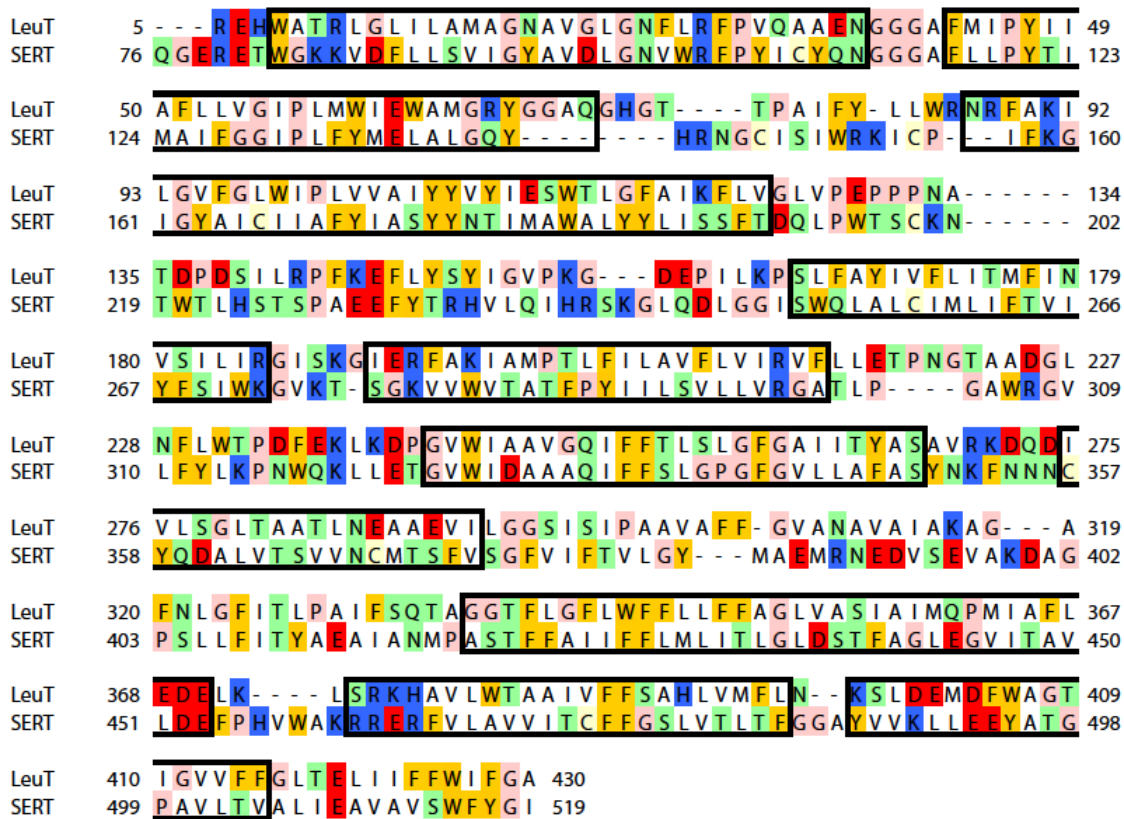 LeuT 5 - - - R E H W A T R L G L I L A M A G N A V G L G N F L R F P V Q A A E N G G G A F M I P Y I I 49
SERT 76 Q G E R E T W G K K V D F L L S V I G Y A V D L G N V W R F P Y I C Y Q N G G G A F L L P Y T I 123
LeuT 50 A F L L V G I P L M W I E W A M G R Y G G A Q G H G T - - - - T P A I F Y - L L W R N R F A K I 92
SERT 124 M A I F G G I P L F Y M E L A L G Q Y - - - - - - - - H R N G C I S I W R K I C P - - I F K G 160
LeuT 93 L G V F G L W I P L V V A I Y Y V Y I E S W T L G F A I K F L V G L V P E P P P N A - - - - - - 134
SERT 161 I G Y A I C I I A F Y I A S Y Y N T I M A W A L Y Y L I S S F T D Q L P W T S C K N - - - - - - 202
LeuT 135 T D P D S I L R P F K E F L Y S Y I G V P K G - - - D E P I L K P S L F A Y I V F L I T M F I N 179
SERT 219 T W T L H S T S P A E E F Y T R H V L Q I H R S K G L Q D L G G I S W Q L A L C I M L I F T V I 266
LeuT 180 V S I L I R G I S K G I E R F A K I A M P T L F I L A V F L V I R V F L L E T P N G T A A D G L 227
SERT 267 Y F S I W K G V K T - S G K V V W V T A T F P Y I I L S V L L V R G A T L P - - - - G A W R G V 309
LeuT 228 N F L W T P D F E K L K D P G V W I A A V G Q I F F T L S L G F G A I I T Y A S A V R K D Q D I 275
SERT 310 L F Y L K P N W Q K L L E T G V W I D A A A Q I F F S L G P G F G V L L A F A S Y N K F N N N C 357
LeuT 276 V L S G L T A A T L N E A A E V I L G G S I S I P A A V A F F - G V A N A V A I A K A G - - - A 319
SERT 358 Y Q D A L V T S V V N C M T S F V S G F V I F T V L G Y - - - M A E M R N E D V S E V A K D A G 402
LeuT 320 F N L G F I T L P A I F S Q T A G G T F L G F L W F F L L F F A G L V A S I A I M Q P M I A F L 367
SERT 403 P S L L F I T Y A E A I A N M P A S T F F A I I F F L M L I T L G L D S T F A G L E G V I T A V 450
LeuT 368 E D E L K - - - - L S R K H A V L W T A A I V F F S A H L V M F L N - - K S L D E M D F W A G T 409
SERT 451 L D E F P H V W A K R R E R F V L A V V I T C F F G S L V T L T F G G A Y V V K L L E E Y A T G 498
LeuT 410 I G V V F F G L T E L I I F F W I F G A 430
SERT 499 P A V L T V A L I E A V A V S W F Y G I 519